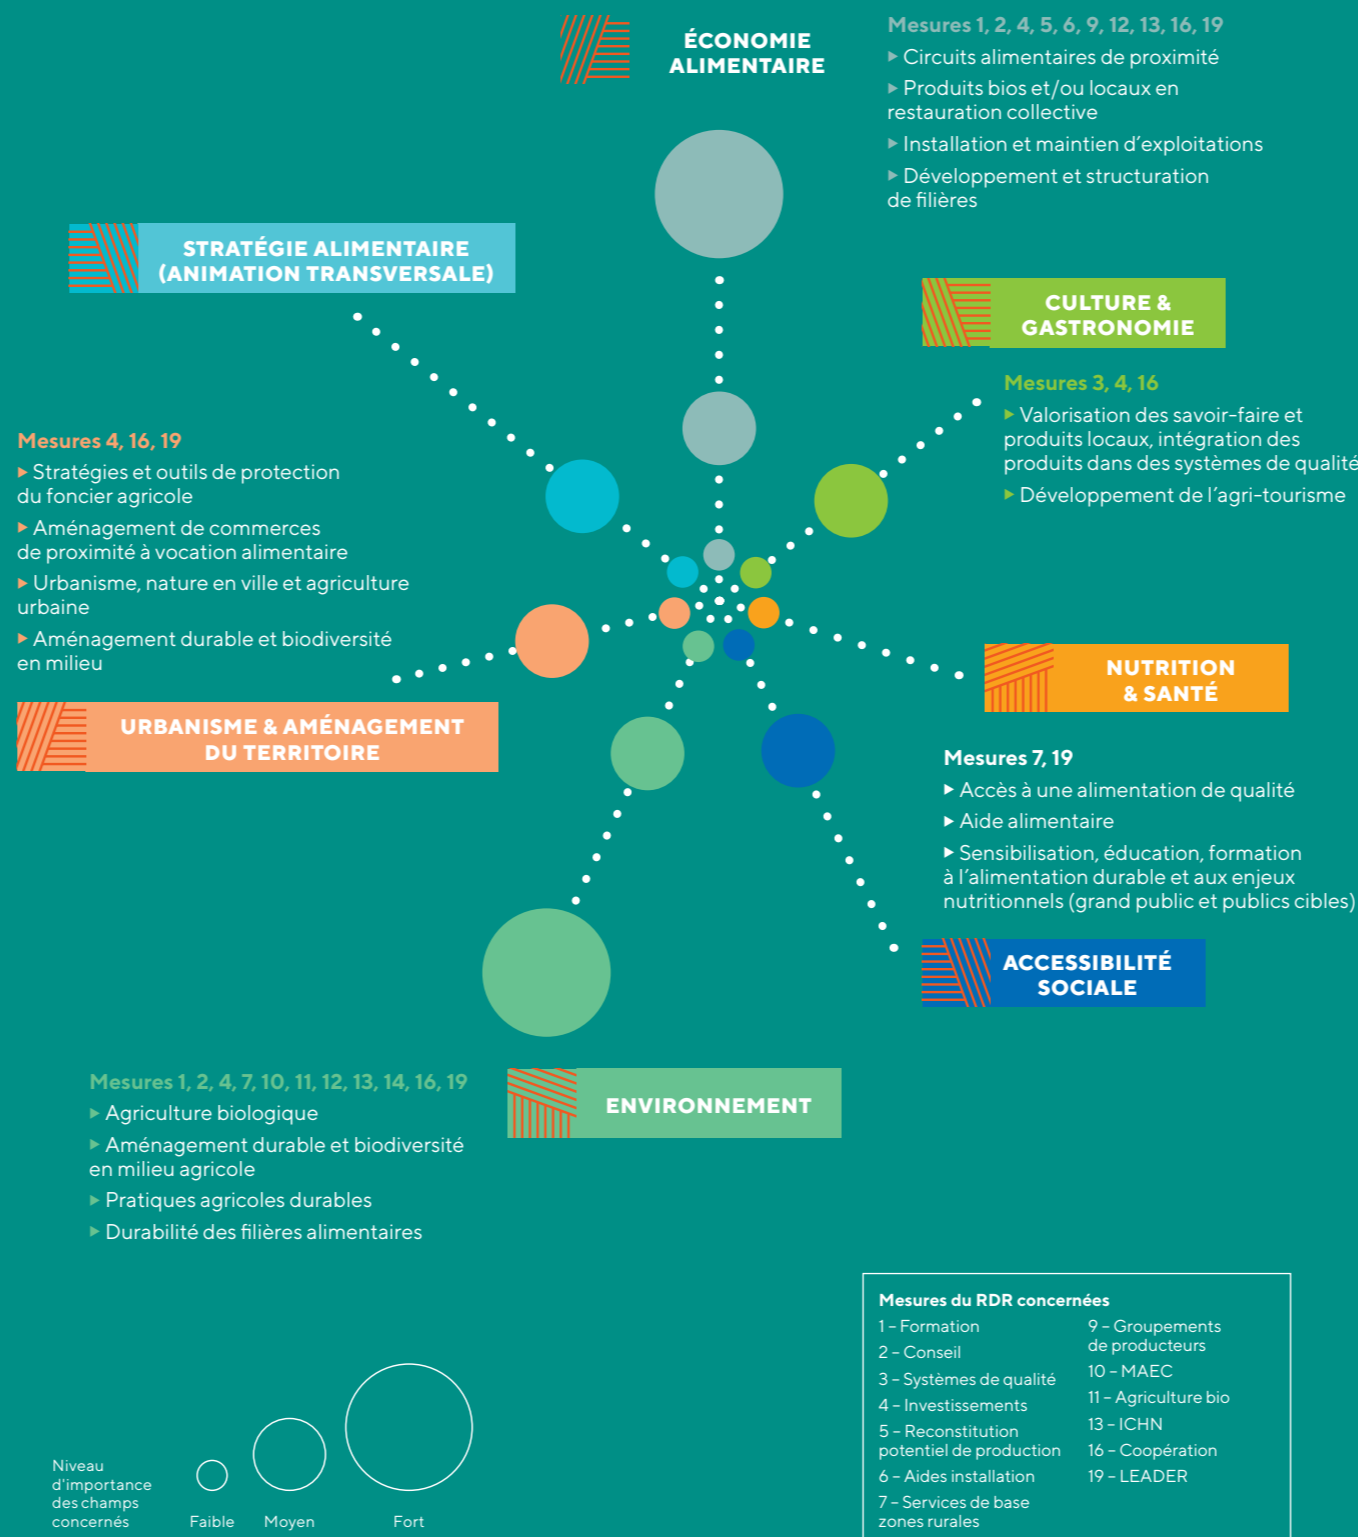 ÉCONOMIE
ALIMENTAIRE
Mesures 1, 2, 4, 5, 6, 9, 12, 13, 16, 19
▸ Circuits alimentaires de proximité
▸ Produits bios et/ou locaux en
restauration collective
▸ Installation et maintien d’exploitations
▸ Développement et structuration
de filières
STRATÉGIE ALIMENTAIRE
(ANIMATION TRANSVERSALE)
CULTURE &
GASTRONOMIE
Mesures 3, 4, 16
▸ Valorisation des savoir-faire et
produits locaux, intégration des
produits dans des systèmes de qualité
▸ Développement de l’agri-tourisme
Mesures 4, 16, 19
▸ Stratégies et outils de protection
du foncier agricole
▸ Aménagement de commerces
de proximité à vocation alimentaire
▸ Urbanisme, nature en ville et agriculture
urbaine
▸ Aménagement durable et biodiversité
en milieu
URBANISME & AMÉNAGEMENT
DU TERRITOIRE
NUTRITION
& SANTÉ
Mesures 7, 19
▸ Accès à une alimentation de qualité
▸ Aide alimentaire
▸ Sensibilisation, éducation, formation
à l’alimentation durable et aux enjeux
nutritionnels (grand public et publics cibles)
ACCESSIBILITÉ
SOCIALE
ENVIRONNEMENT
Mesures 1, 2, 4, 7, 10, 11, 12, 13, 14, 16, 19
▸ Agriculture biologique
▸ Aménagement durable et biodiversité
en milieu agricole
▸ Pratiques agricoles durables
▸ Durabilité des filières alimentaires
Niveau
d'importance
des champs
concernés
Faible
Moyen
Fort
Mesures du RDR concernées
1 – Formation
2 – Conseil
3 – Systèmes de qualité
4 – Investissements
5 – Reconstitution
potentiel de production
6 – Aides installation
7 – Services de base
zones rurales
9 – Groupements
de producteurs
10 – MAEC
11 – Agriculture bio
13 – ICHN
16 – Coopération
19 – LEADER